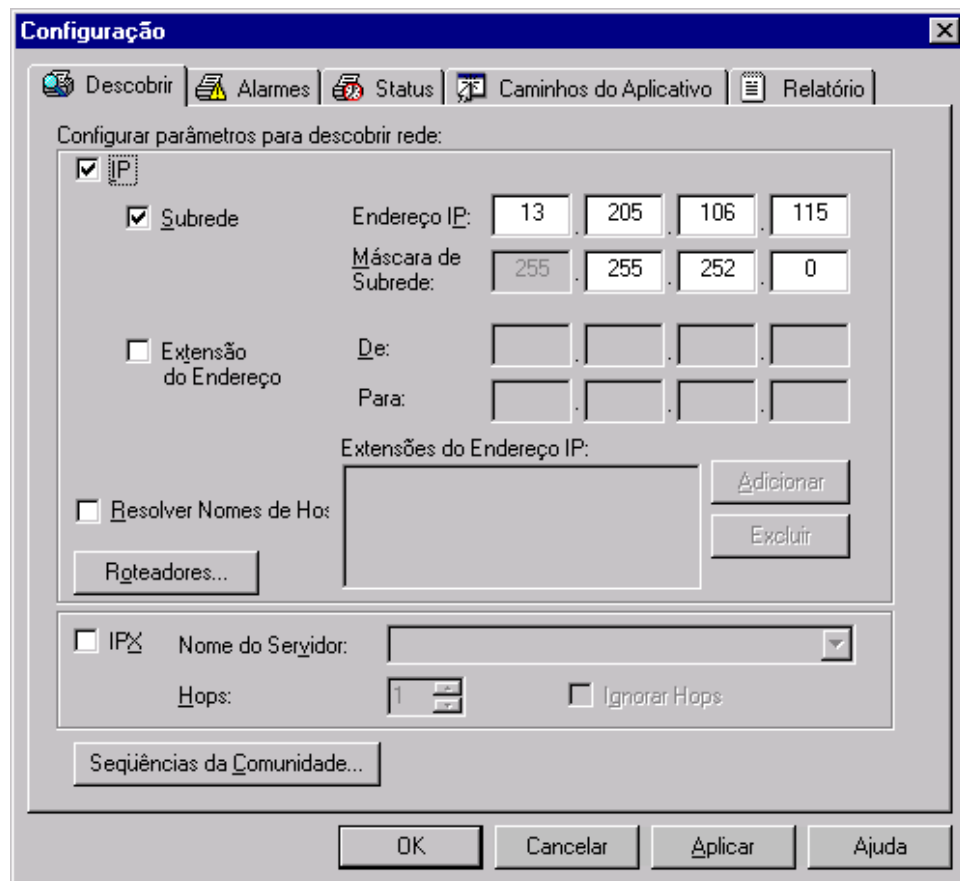 Configuração
Descobrir Alarmes Status Caminhos do Aplicativo Relatório
Configurar parâmetros para descobrir rede:
IP
Subrede Endereço IP: 13 . 205 . 106 . 115
Máscara de
Subrede: 255 . 255 . 252 . 0
Extensão
do Endereço
De: . . .
Para: . . .
Extensões do Endereço IP:
Adicionar
Resolver Nomes de Hos
Excluir
Roteadores...
IPX Nome do Servidor:
Hops: 1 Ignorar Hops
Seqüências da Comunidade...
OK Cancelar Aplicar Ajuda